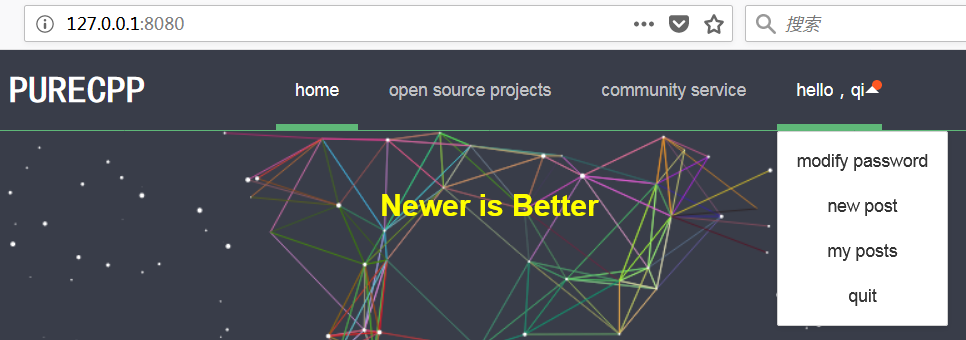 127.0.0.1:8080
搜索
PURECPP
home
open source projects
community service
hello , qi
Newer is Better
modify password
new post
my posts
quit